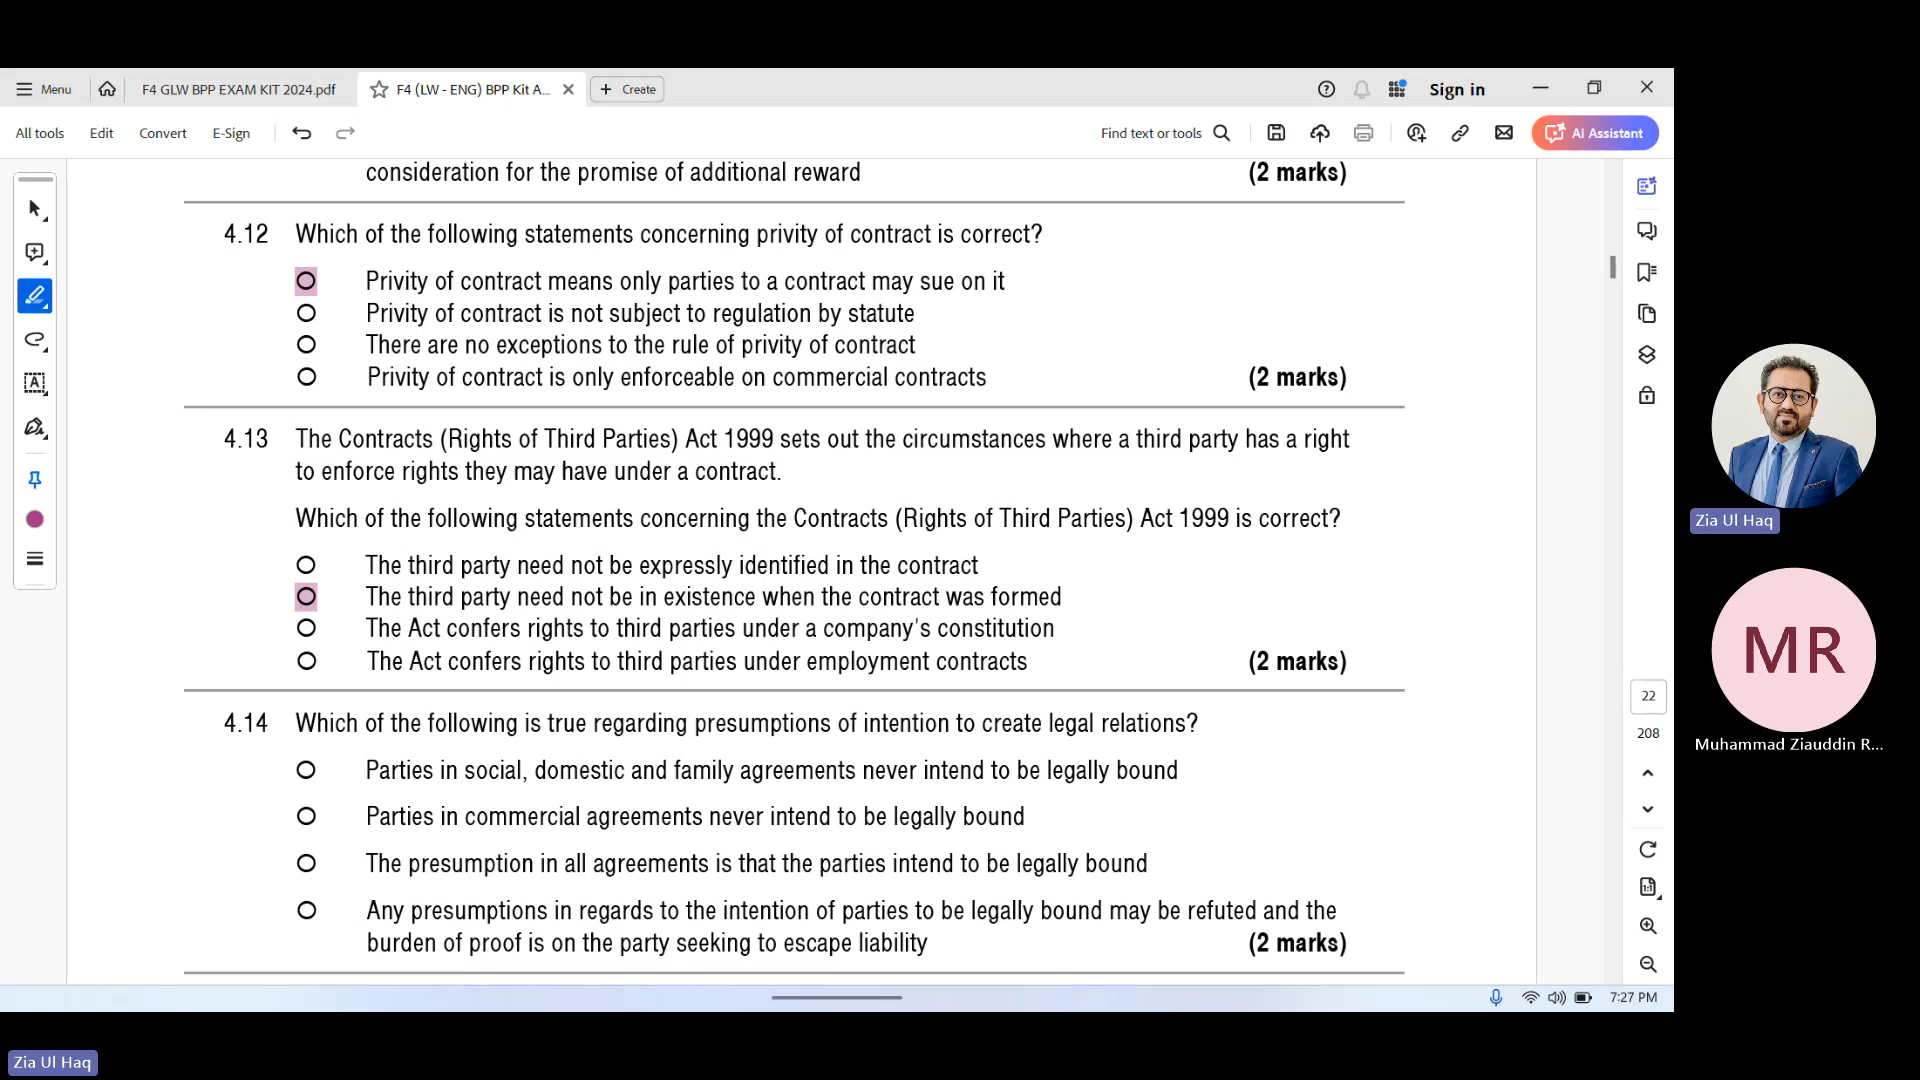 Menu
F4 GLW BPP EXAM KIT 2024.pdf
F4 (LW - ENG) BPP Kit A...
Create
Sign in
All tools
Edit
Convert
E-Sign
Find text or tools
AI Assistant
consideration for the promise of additional reward (2 marks)
4.12 Which of the following statements concerning privity of contract is correct?
Privity of contract means only parties to a contract may sue on it
Privity of contract is not subject to regulation by statute
There are no exceptions to the rule of privity of contract
Privity of contract is only enforceable on commercial contracts (2 marks)
4.13 The Contracts (Rights of Third Parties) Act 1999 sets out the circumstances where a third party has a right
to enforce rights they may have under a contract.
Which of the following statements concerning the Contracts (Rights of Third Parties) Act 1999 is correct?
The third party need not be expressly identified in the contract
The third party need not be in existence when the contract was formed
The Act confers rights to third parties under a company's constitution
The Act confers rights to third parties under employment contracts (2 marks)
4.14 Which of the following is true regarding presumptions of intention to create legal relations?
Parties in social, domestic and family agreements never intend to be legally bound
Parties in commercial agreements never intend to be legally bound
The presumption in all agreements is that the parties intend to be legally bound
Any presumptions in regards to the intention of parties to be legally bound may be refuted and the
burden of proof is on the party seeking to escape liability (2 marks)
22
208
7:27 PM
Zia Ul Haq
MR
Muhammad Ziauddin R...
Zia Ul Haq